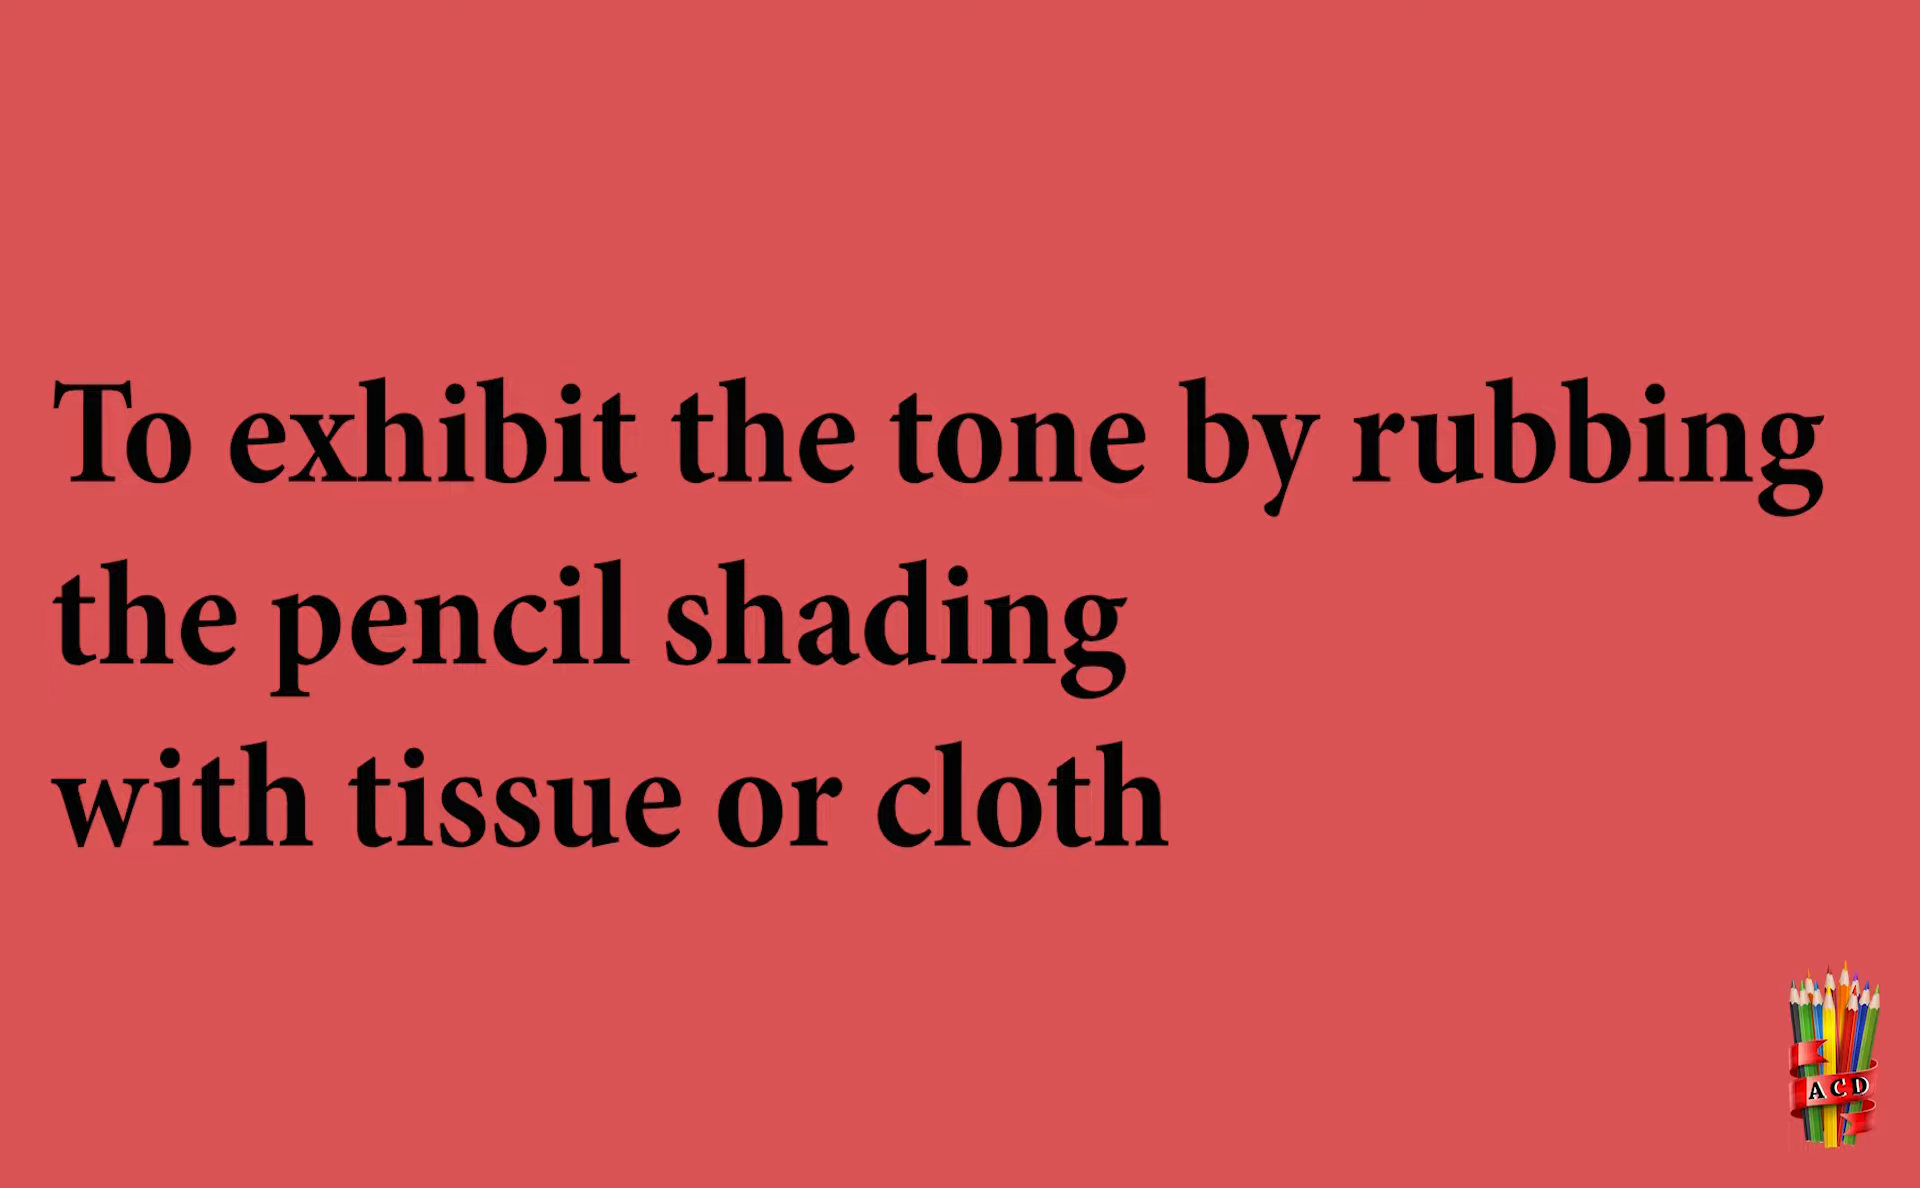 To exhibit the tone by rubbing
the pencil shading
with tissue or cloth
ACD